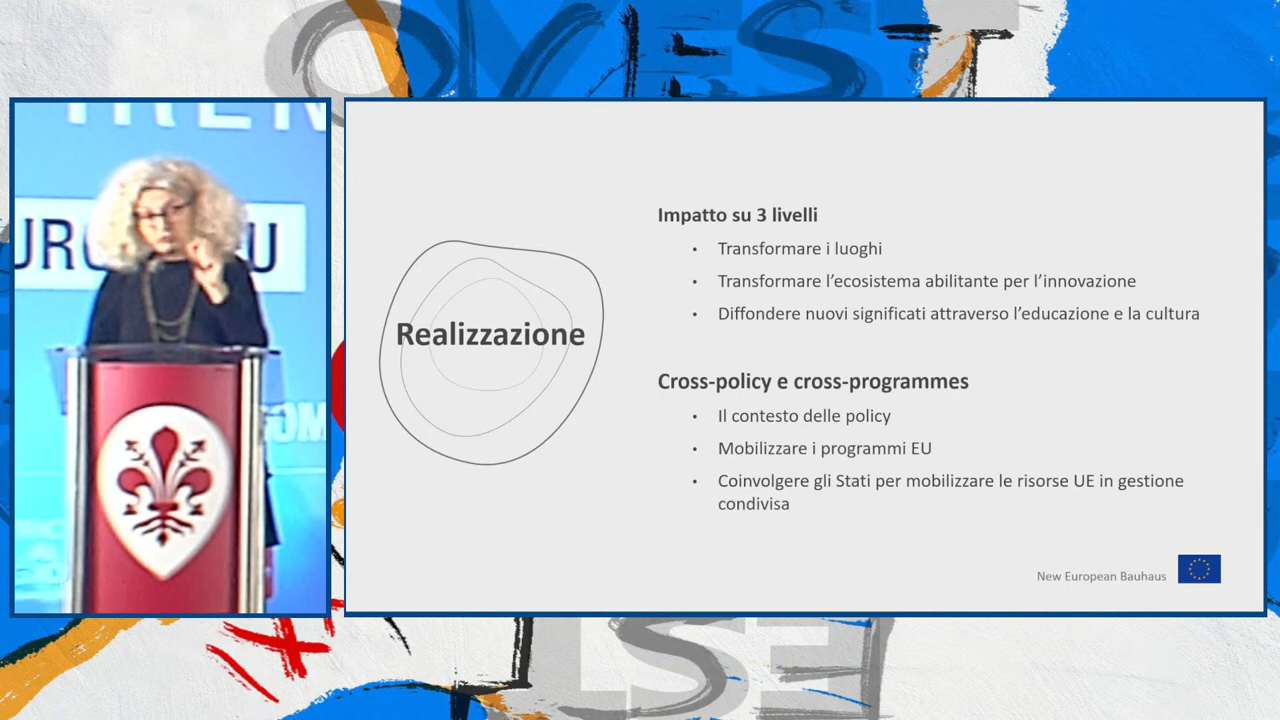 OVEST
Realizzazione
Impatto su 3 livelli
• Transformare i luoghi
• Transformare l’ecosistema abilitante per l’innovazione
• Diffondere nuovi significati attraverso l’educazione e la cultura
Cross-policy e cross-programmes
• Il contesto delle policy
• Mobilizzare i programmi EU
• Coinvolgere gli Stati per mobilizzare le risorse UE in gestione
condivisa
New European Bauhaus